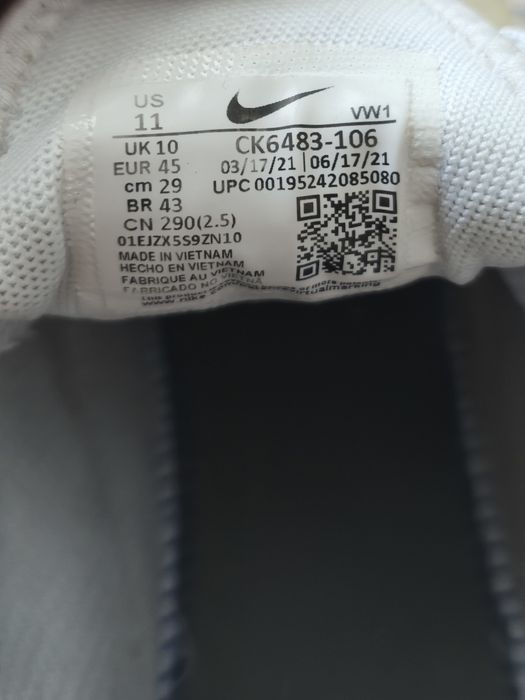 US
11
VW1
UK 10
CK6483-106
EUR 45
03/17/21 | 06/17/21
cm 29
UPC 00195242085080
BR 43
CN 290(2.5)
01EJZX5S9ZN10
MADE IN VIETNAM
HECHO EN VIETNAM
FABRIQUE AU VIETNAM
FABRICADO NO VIETNÃ